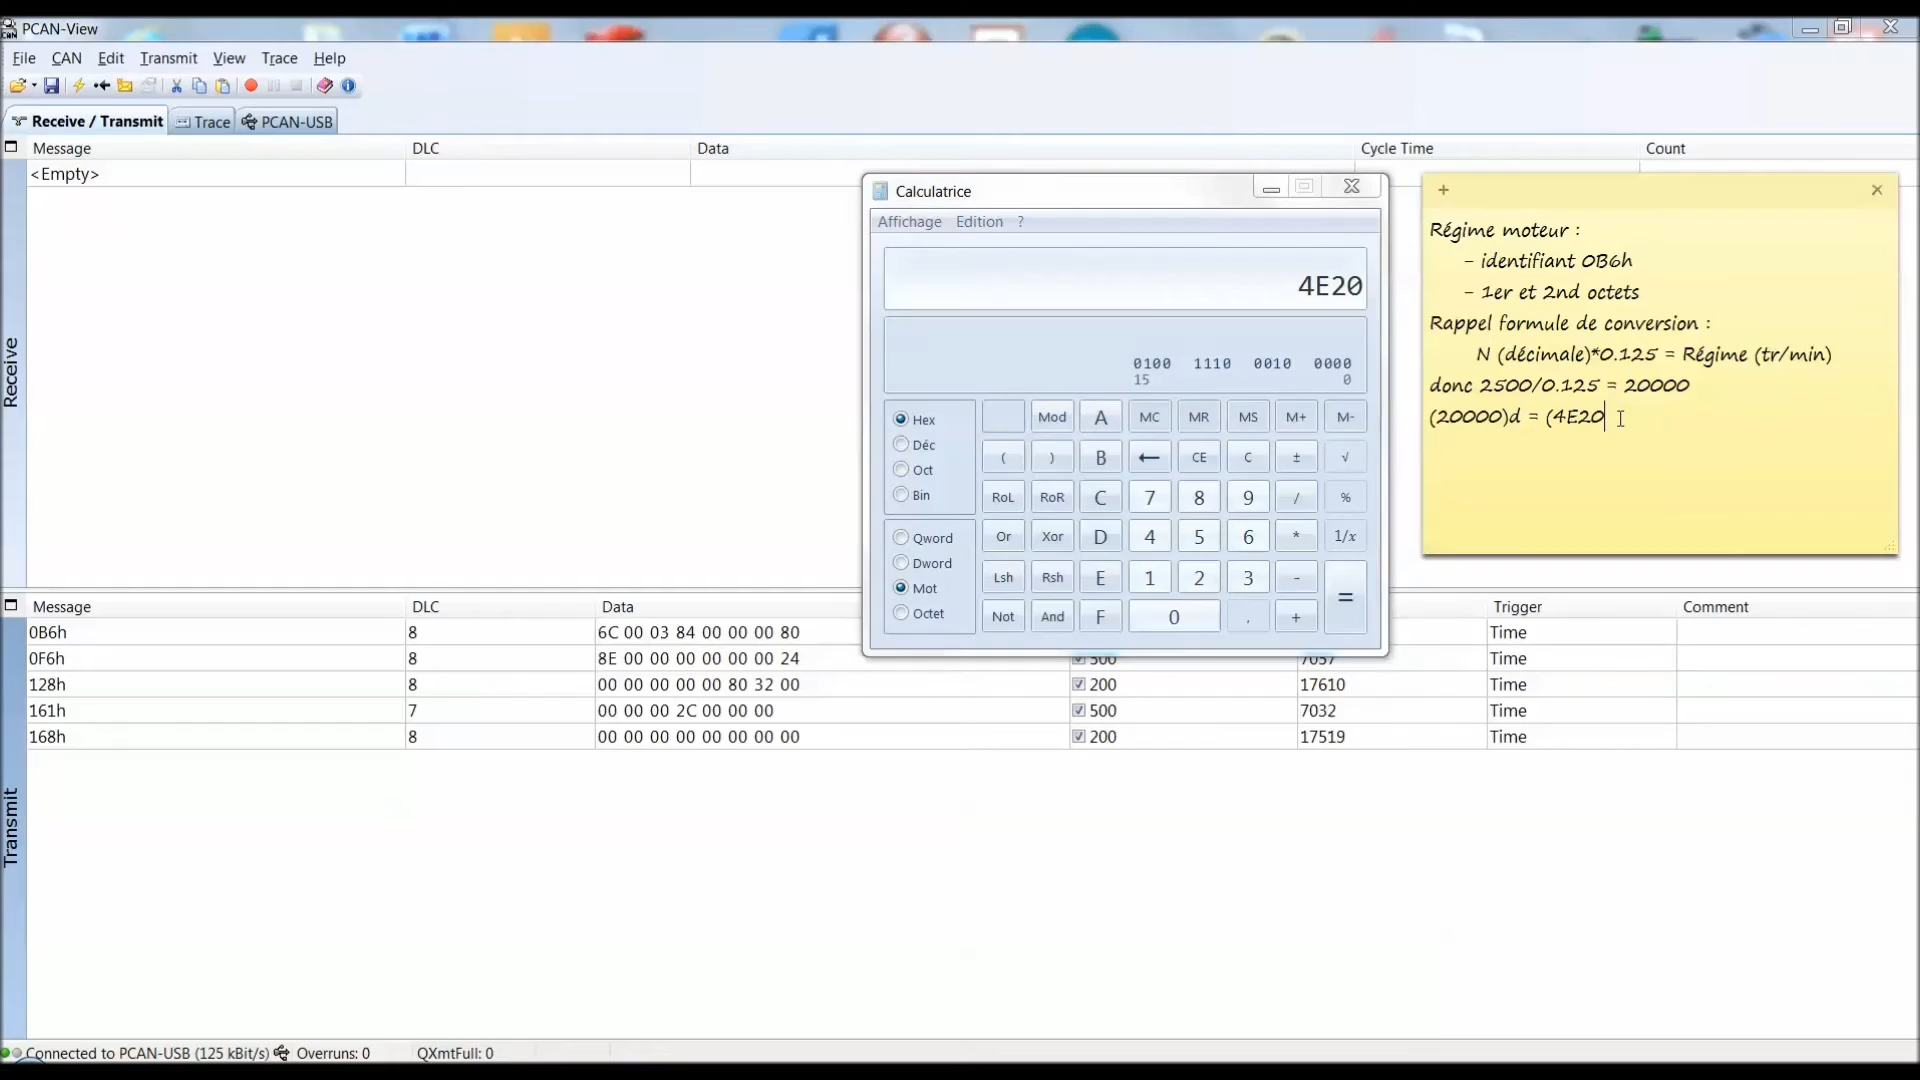 PCAN-View
File CAN Edit Transmit View Trace Help
Receive / Transmit Trace PCAN-USB
Message DLC Data Cycle Time Count
<Empty>
Receive
Calculatrice
Affichage Edition ?
4E20
0100 1110 0010 0000
15 0
Hex
Déc
Oct
Bin
Qword
Dword
Mot
Octet
Mod A MC MR MS M+ M-
( ) B ← CE C ± √
RoL RoR C 7 8 9 / %
Or Xor D 4 5 6 * 1/x
Lsh Rsh E 1 2 3 - =
Not And F 0 , +
+ ×
Régime moteur :
- identifiant 0B6h
- 1er et 2nd octets
Rappel formule de conversion :
N (décimale)*0.125 = Régime (tr/min)
donc 2500/0.125 = 20000
(20000)d = (4E20
Transmit
Message DLC Data Trigger Comment
0B6h 8 6C 00 03 84 00 00 00 80 Time
0F6h 8 8E 00 00 00 00 00 00 24 500 7057 Time
128h 8 00 00 00 00 00 80 32 00 200 17610 Time
161h 7 00 00 00 2C 00 00 00 500 7032 Time
168h 8 00 00 00 00 00 00 00 00 200 17519 Time
Connected to PCAN-USB (125 kBit/s) Overruns: 0 QXmtFull: 0